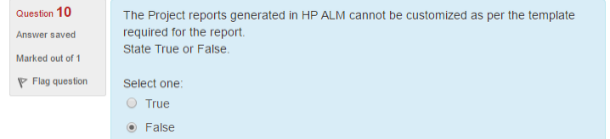 Question 10
Answer saved
Marked out of 1
Flag question
The Project reports generated in HP ALM cannot be customized as per the template
required for the report.
State True or False.
Select one:
True
False